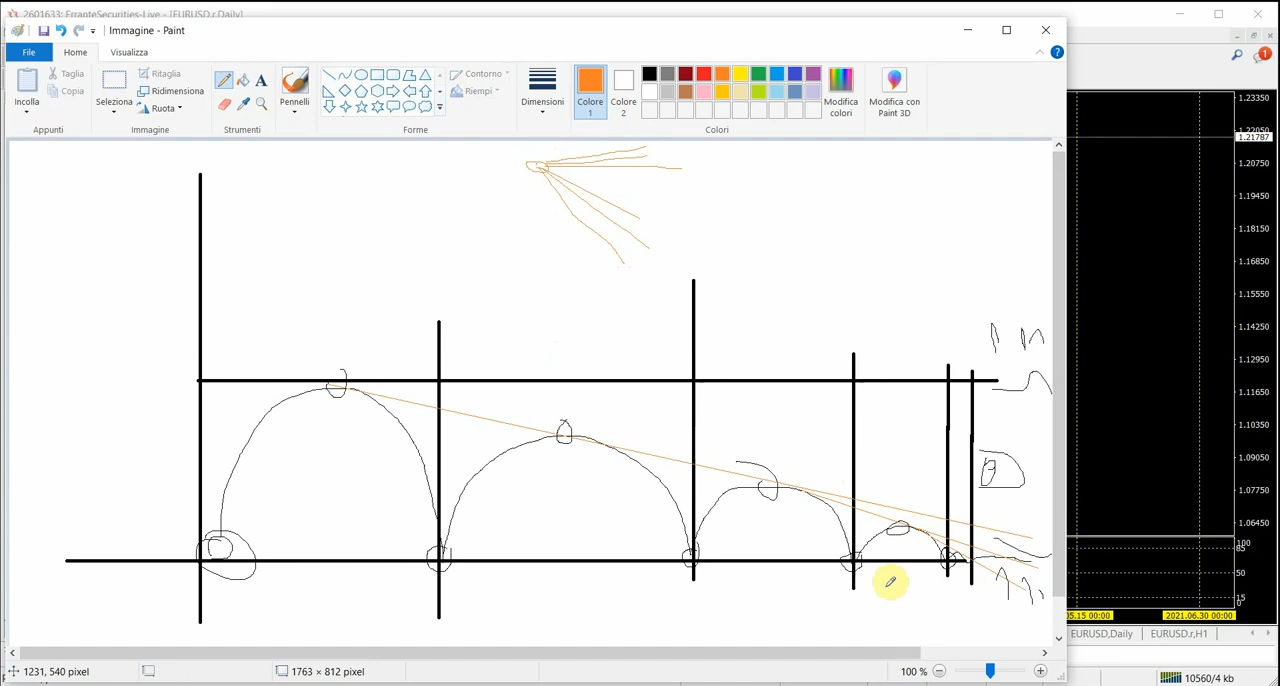 2601633: ErranteSecurities-Live - [EURUSD.r,Daily]
Immagine - Paint
File Home Visualizza
Incolla
Taglia
Copia
Appunti
Seleziona
Ritaglia
Ridimensiona
Ruota
Immagine
A
Strumenti
Pennelli
Contorno
Riempi
Forme
Dimensioni
Colore 1
Colore 2
Modifica colori
Colori
Modifica con Paint 3D
1
1.23350
1.22050
1.21787
1.20750
1.19450
1.18150
1.16850
1.15550
1.14250
1.12950
1.11650
1.10350
1.09050
1.07750
1.06450
100
85
50
15
0
05.15 00:00
2021.06.30 00:00
EURUSD,Daily
EURUSD.r,H1
1231, 540 pixel
1763 × 812 pixel
100 %
10560/4 kb